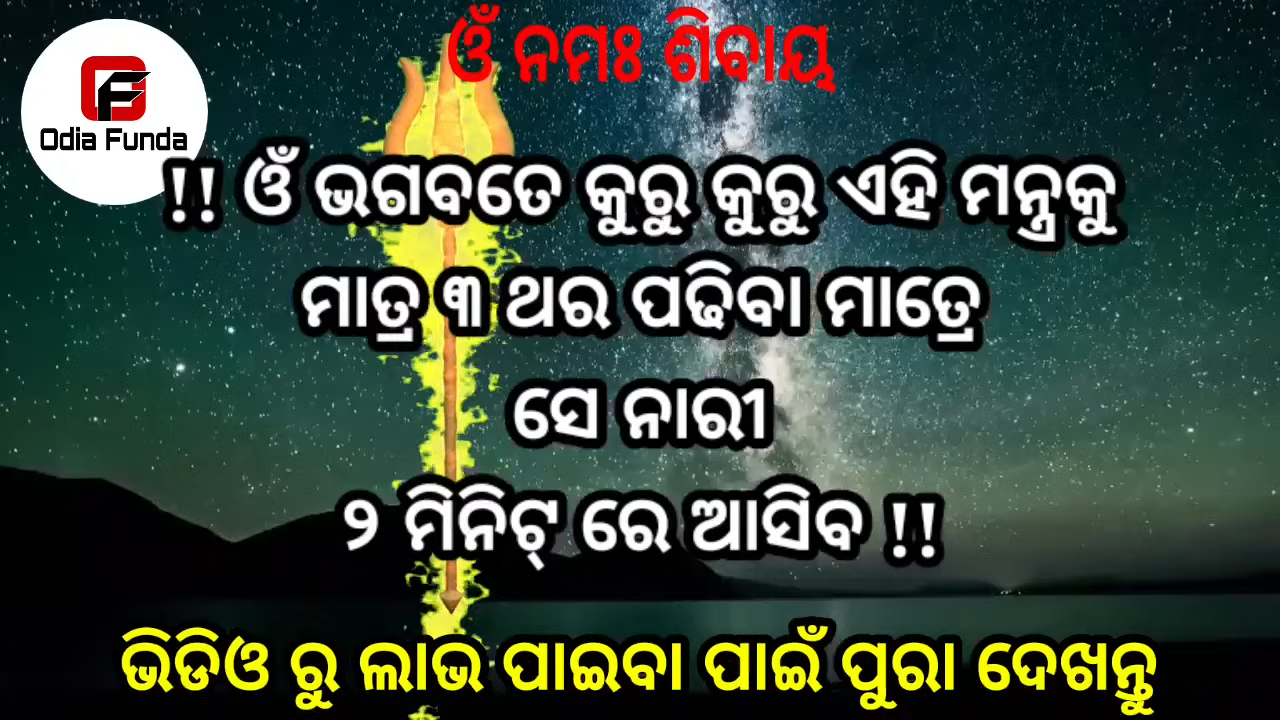 ଓଁ ନମଃ ଶିବାୟ
Odia Funda
!! ଓଁ ଭଗବତେ କୁରୁ କୁରୁ ଏହି ମନ୍ତ୍ରକୁ
ମାତ୍ର ୩ ଥର ପଢିବା ମାତ୍ରେ
ସେ ନାରୀ
୨ ମିନିଟ୍ ରେ ଆସିବ !!
ଭିଡିଓ ରୁ ଲାଭ ପାଇବା ପାଇଁ ପୁରା ଦେଖନ୍ତୁ